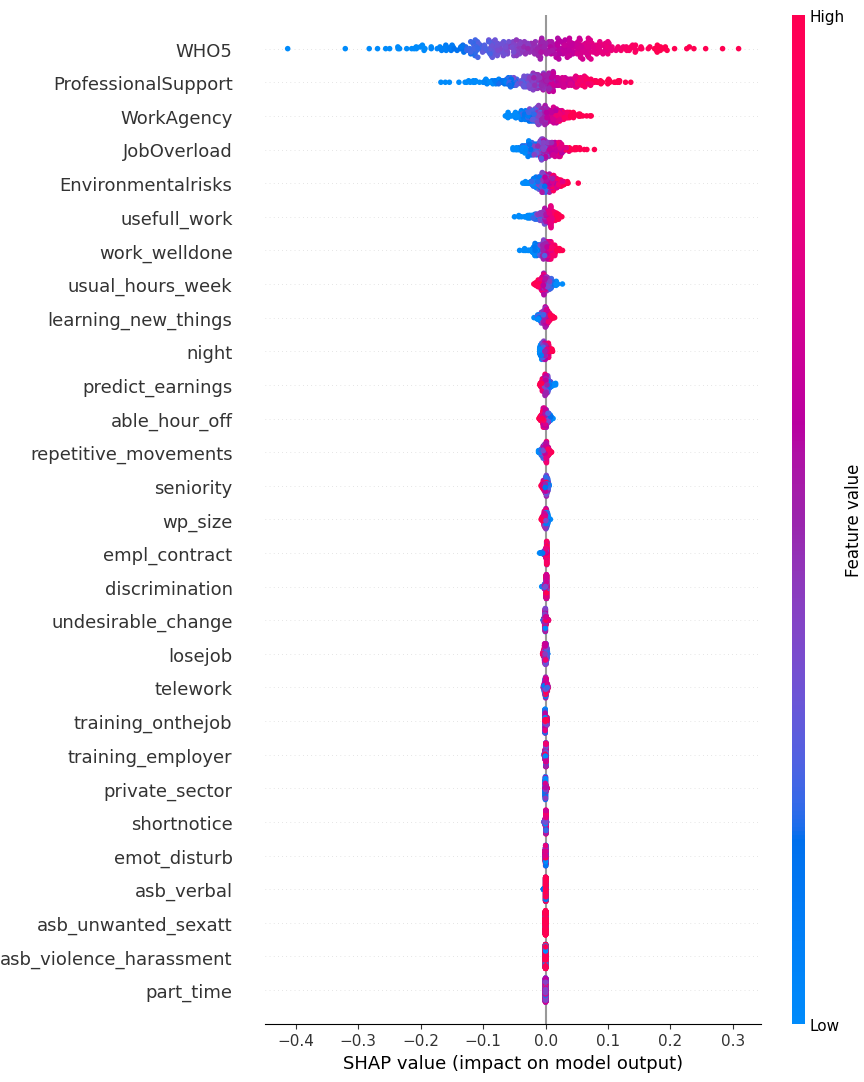 High
WHO5
ProfessionalSupport
WorkAgency
JobOverload
Environmentalrisks
usefull_work
work_welldone
usual_hours_week
learning_new_things
night
predict_earnings
able_hour_off
repetitive_movements
seniority
wp_size
empl_contract
discrimination
undesirable_change
losejob
telework
training_onthejob
training_employer
private_sector
shortnotice
emot_disturb
asb_verbal
asb_unwanted_sexatt
asb_violence_harassment
part_time
Feature value
Low
−0.4 −0.3 −0.2 −0.1 0.0 0.1 0.2 0.3
SHAP value (impact on model output)